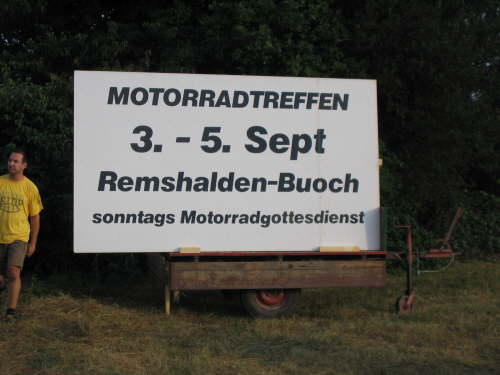 MOTORRADTREFFEN
3. - 5. Sept
Remshalden-Buoch
sonntags Motorradgottesdienst